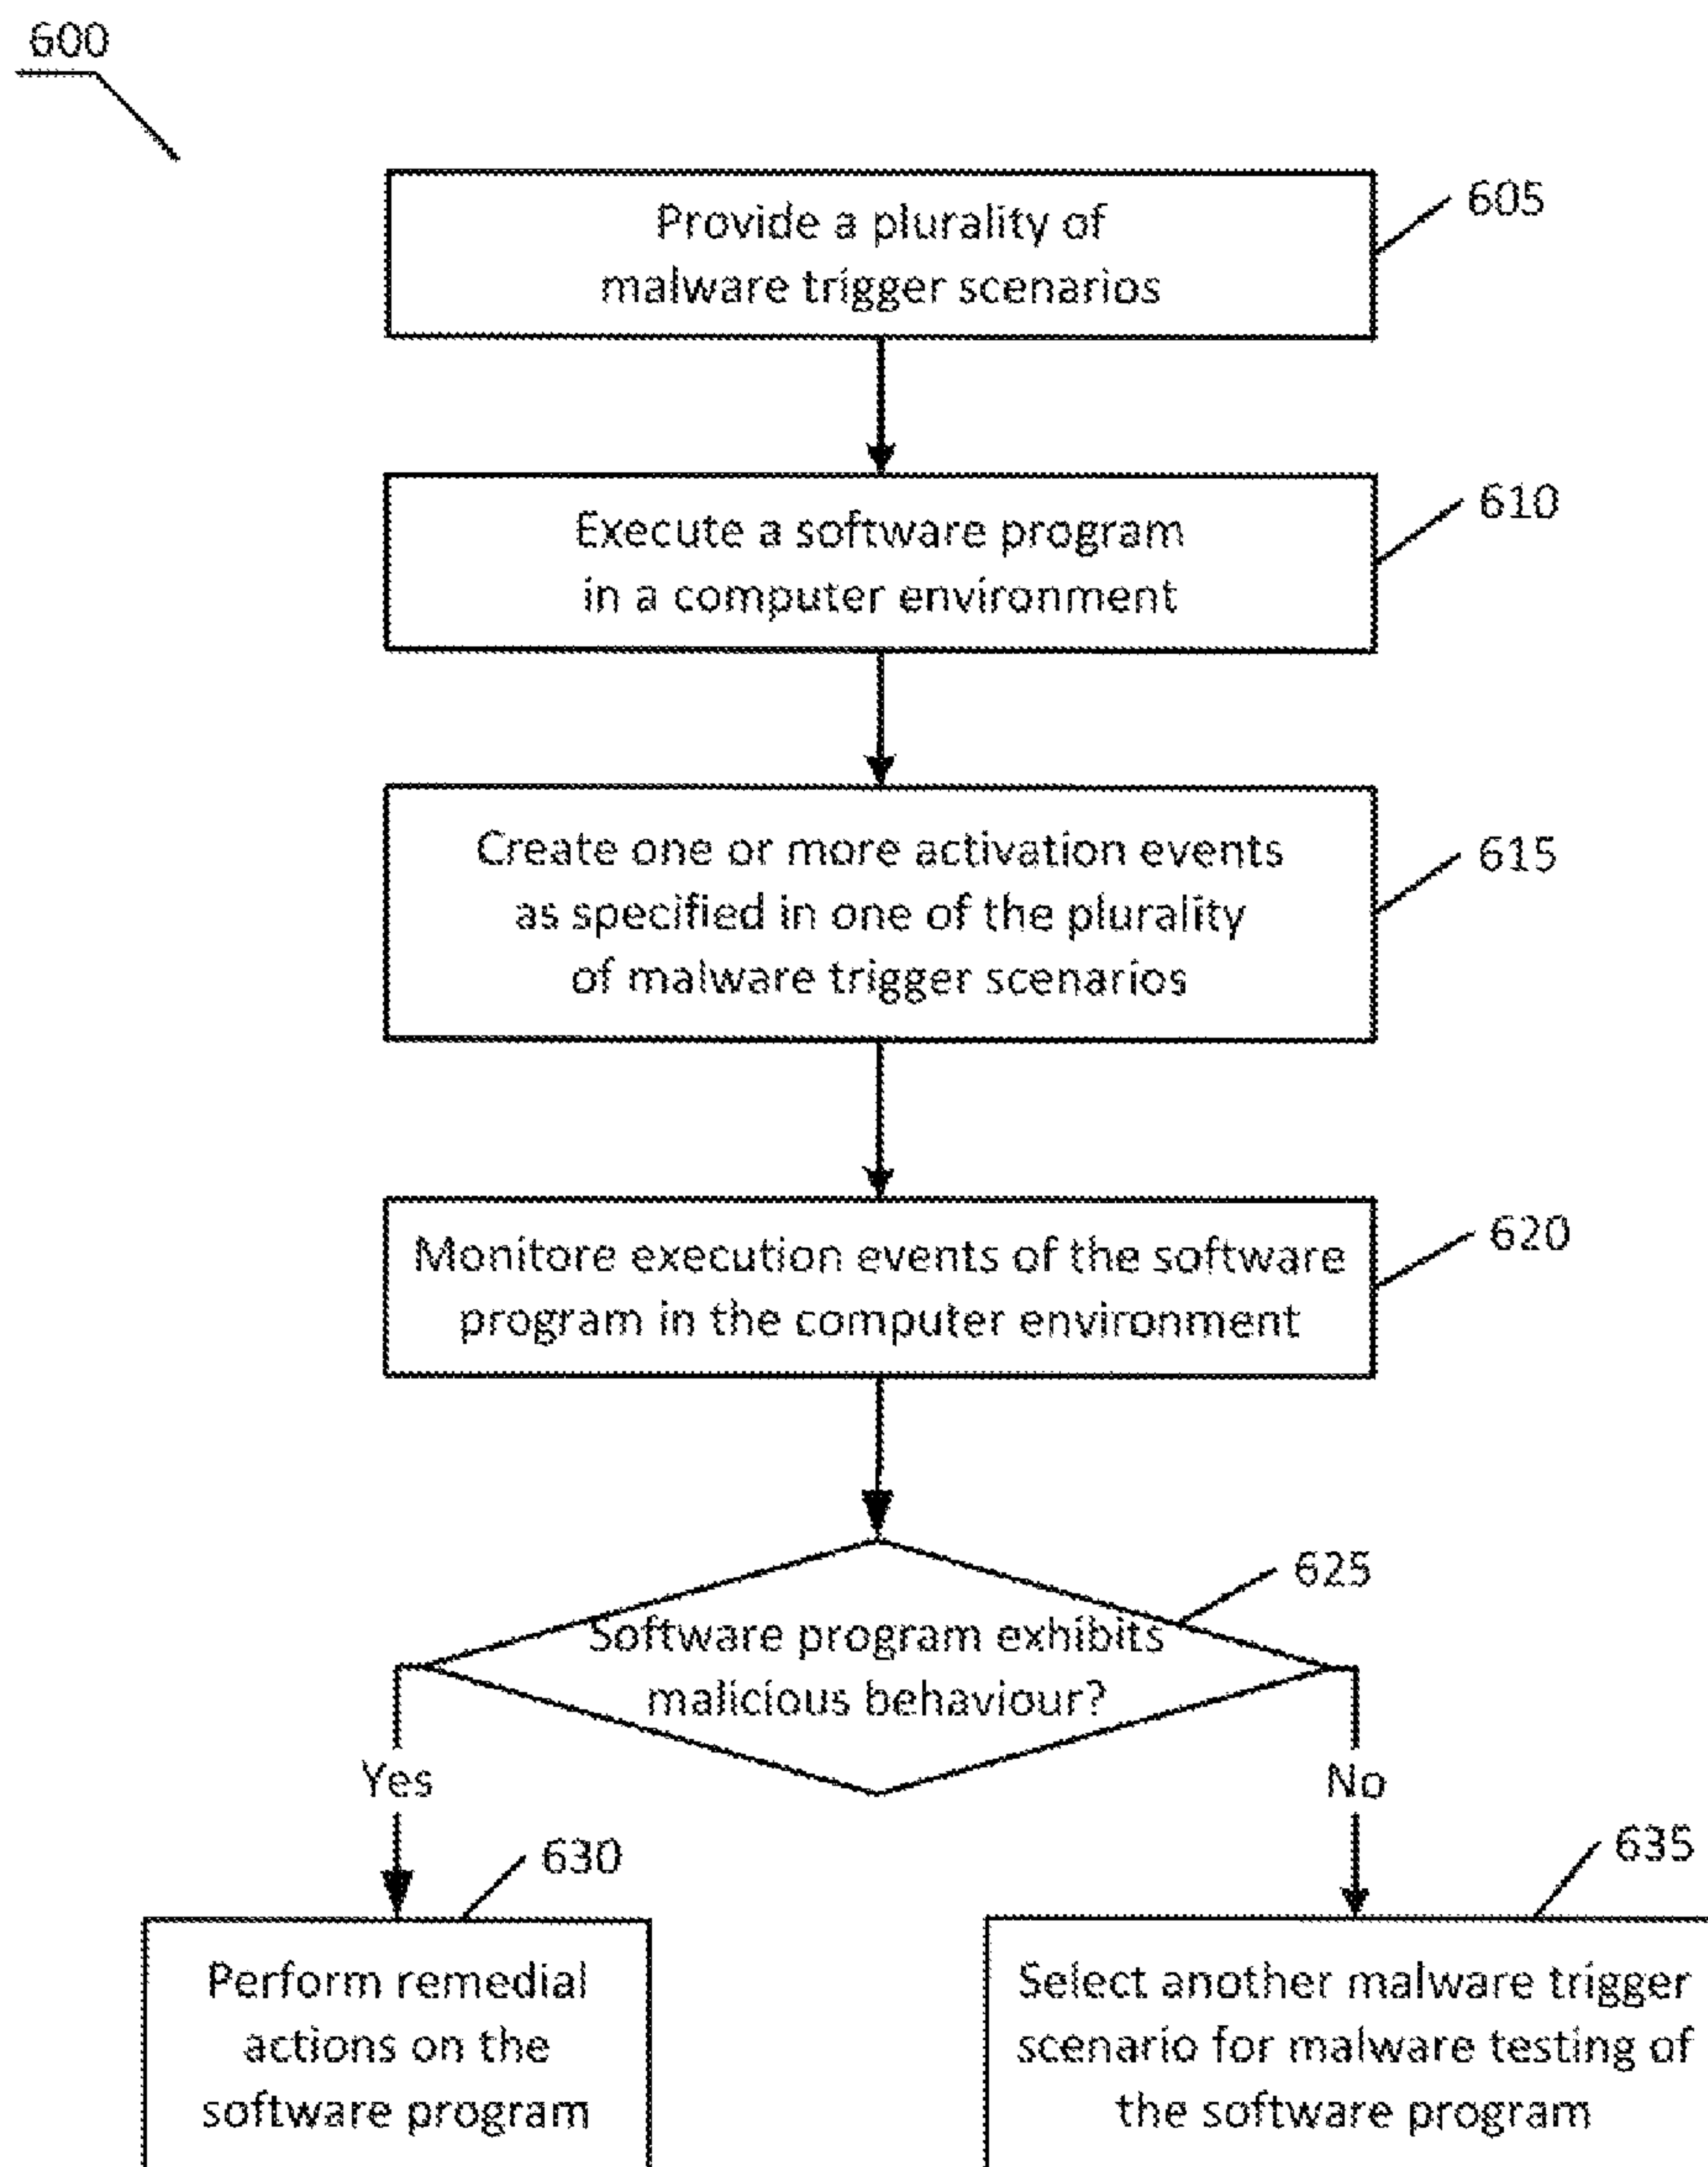 600
Provide a plurality of
malware trigger scenarios
605
Execute a software program
in a computer environment
610
Create one or more activation events
as specified in one of the plurality
of malware trigger scenarios
615
Monitore execution events of the software
program in the computer environment
620
Software program exhibits
malicious behaviour?
625
Yes
No
630
635
Perform remedial
actions on the
software program
Select another malware trigger
scenario for malware testing of
the software program